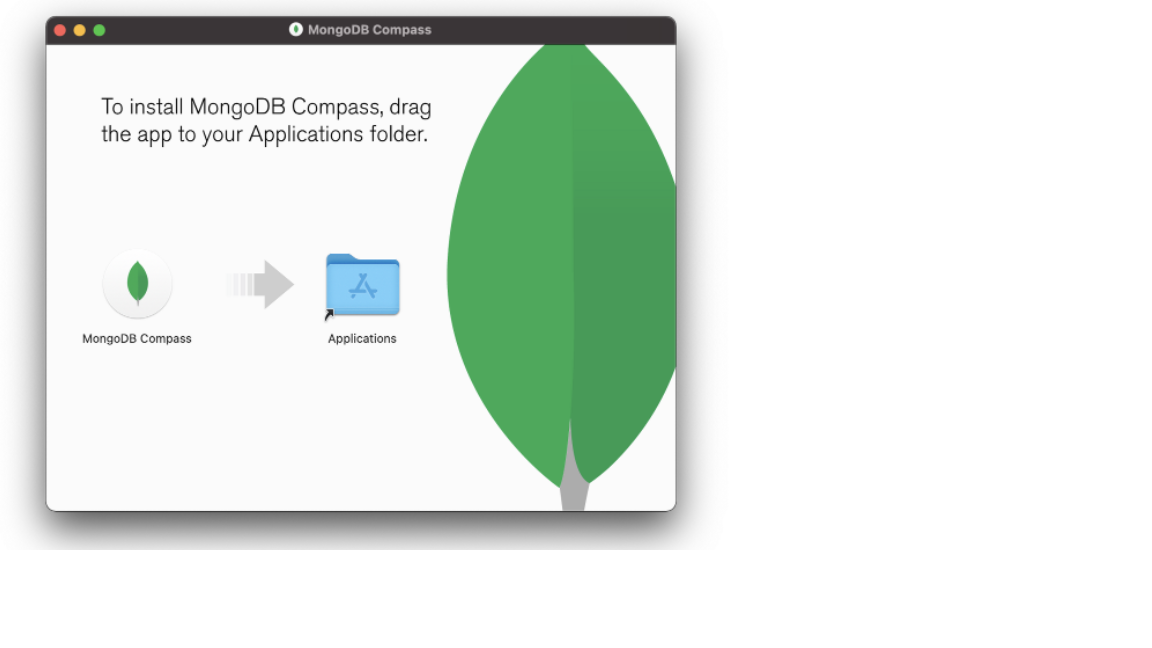 MongoDB Compass
To install MongoDB Compass, drag
the app to your Applications folder.
MongoDB Compass
Applications